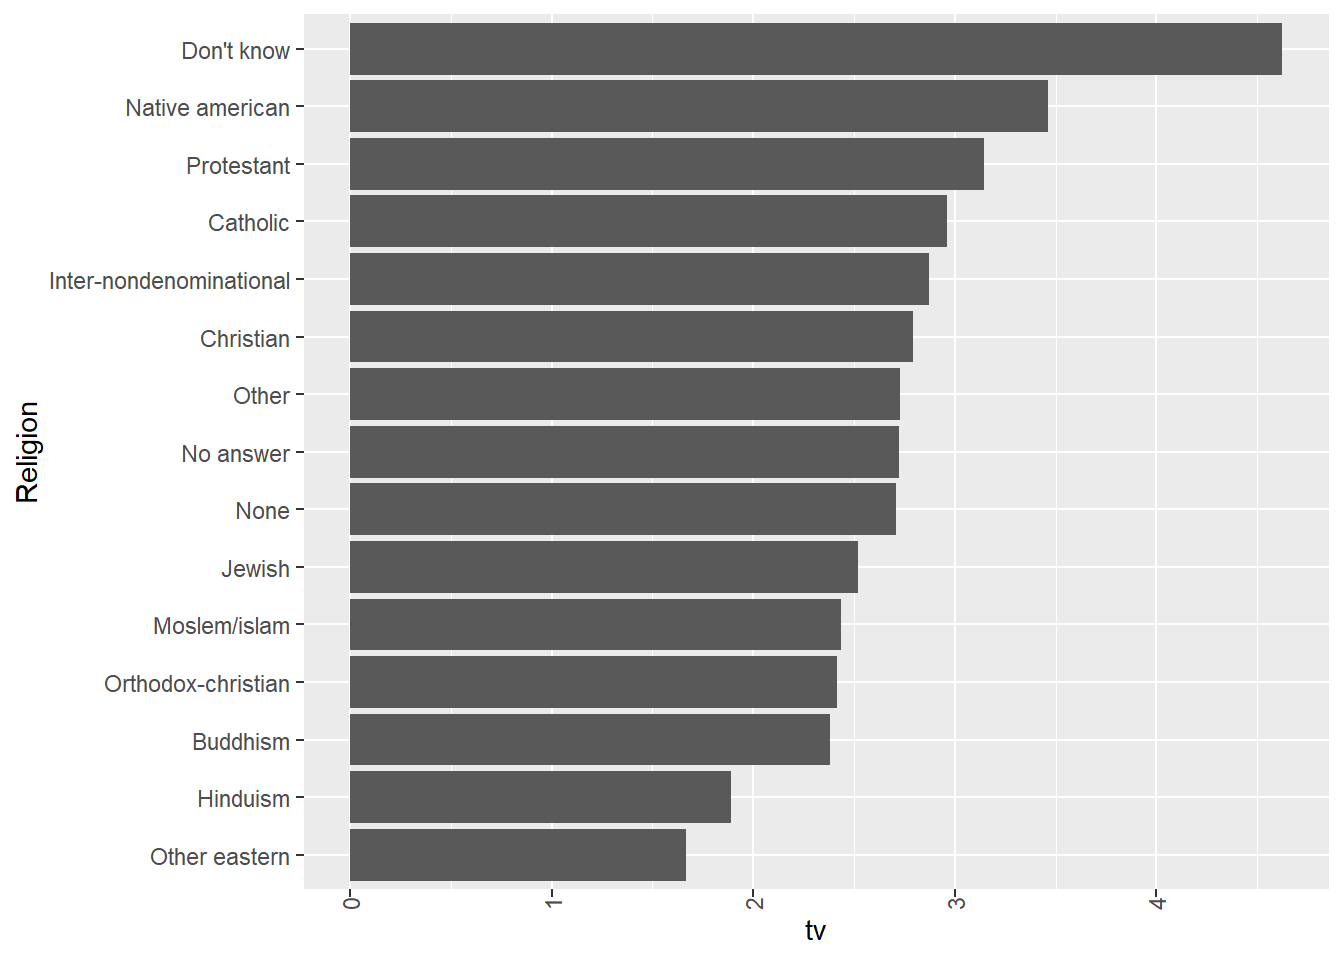 Don't know
Native american
Protestant
Catholic
Inter-nondenominational
Christian
Other
No answer
None
Jewish
Moslem/islam
Orthodox-christian
Buddhism
Hinduism
Other eastern
Religion
0 1 2 3 4
tv